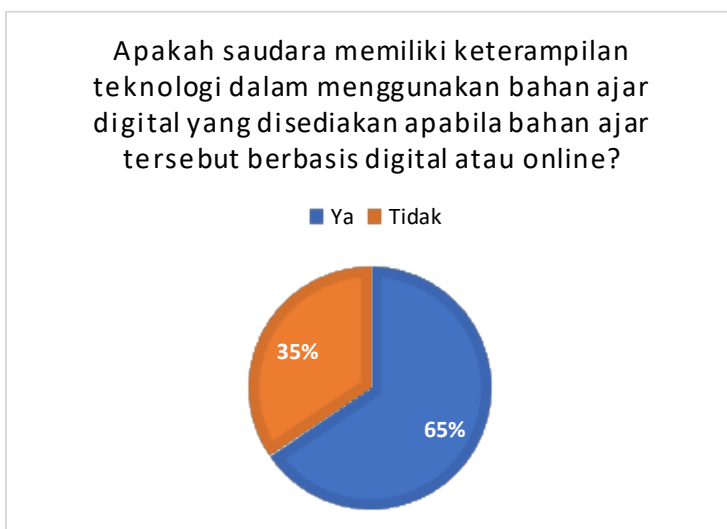 Apakah saudara memiliki keterampilan
teknologi dalam menggunakan bahan ajar
digital yang disediakan apabila bahan ajar
tersebut berbasis digital atau online?
Ya Tidak
35%
65%